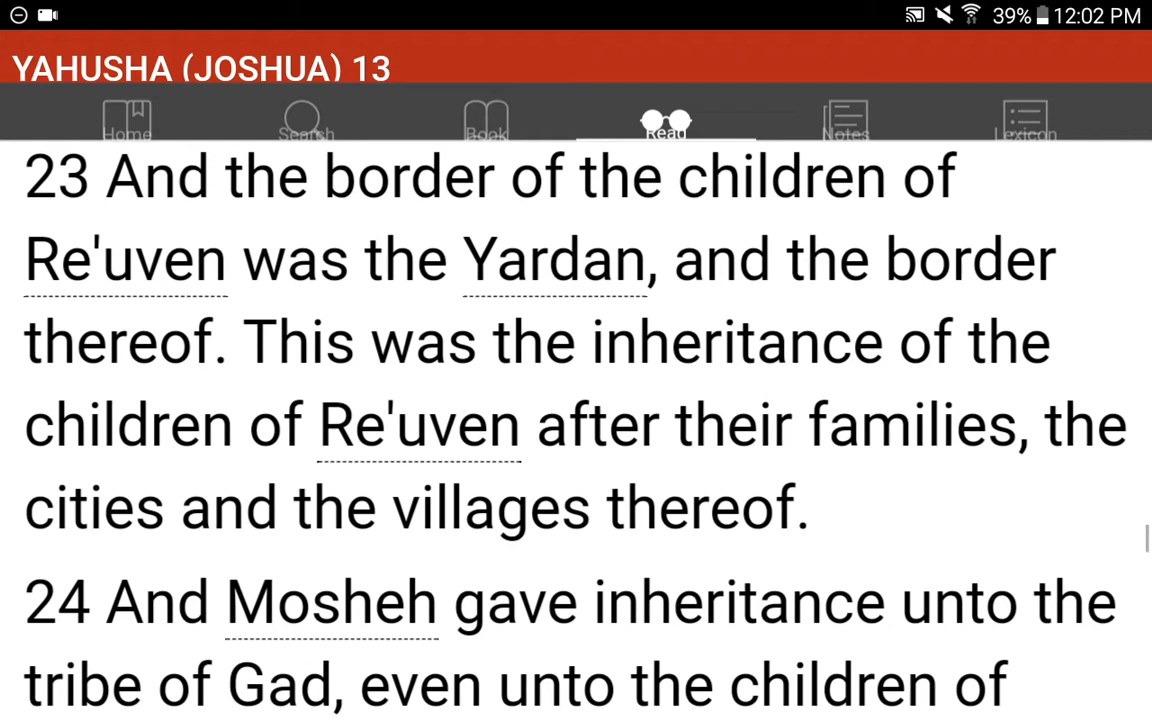 39% 12:02 PM
YAHUSHA (JOSHUA) 13
Home Search Book Read Notes Lexicon
23 And the border of the children of
Re'uven was the Yardan, and the border
thereof. This was the inheritance of the
children of Re'uven after their families, the
cities and the villages thereof.
24 And Mosheh gave inheritance unto the
tribe of Gad, even unto the children of